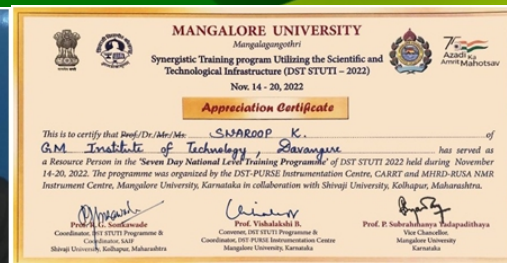 MANGALORE UNIVERSITY
Mangalagangothri
Synergistic Training program Utilizing the Scientific and
Technological Infrastructure (DST STUTI – 2022)
Nov. 14 - 20, 2022
75
Azadi Ka
Amrit Mahotsav
Appreciation Certificate
This is to certify that Prof./Dr./Mr./Ms. SWAROOP K. of
G.M Institute of Technology, Davangere has served as
a Resource Person in the 'Seven Day National Level Training Programme' of DST STUTI 2022 held during November
14-20, 2022. The programme was organized by the DST-PURSE Instrumentation Centre, CARRT and MHRD-RUSA NMR
Instrument Centre, Mangalore University, Karnataka in collaboration with Shivaji University, Kolhapur, Maharashtra.
Prof. R.G. Sonkawade
Coordinator, DST STUTI Programme &
Coordinator, SAIF
Shivaji University, Kolhapur, Maharashtra
Prof. Vishalakshi B.
Convener, DST STUTI Programme &
Coordinator, DST-PURSE Instrumentation Centre
Mangalore University, Karnataka
Prof. P. Subrahmanya Yadapadithaya
Vice Chancellor,
Mangalore University
Karnataka